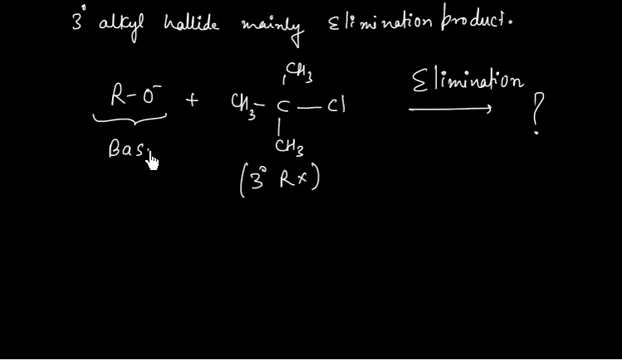 3° alkyl hallide mainly Elimination product.
CH3
Elimination
R-O- + CH3-C-Cl ?
CH3
Bas
(3° Rx)